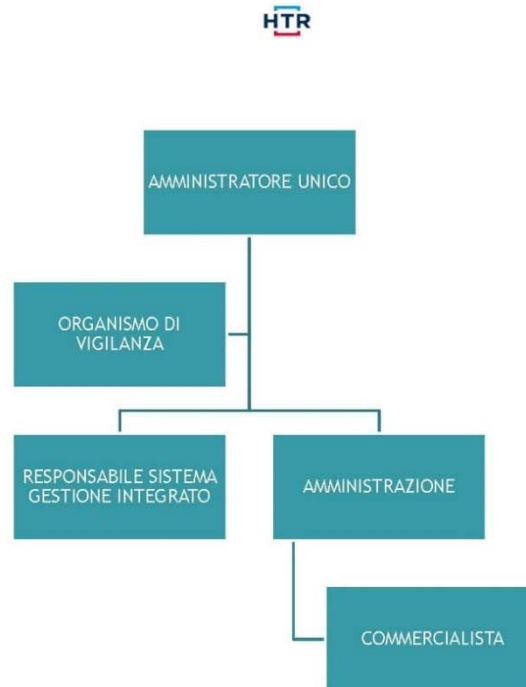 HTR
AMMINISTRATORE UNICO
ORGANISMO DI
VIGILANZA
RESPONSABILE SISTEMA
GESTIONE INTEGRATO
AMMINISTRAZIONE
COMMERCIALISTA